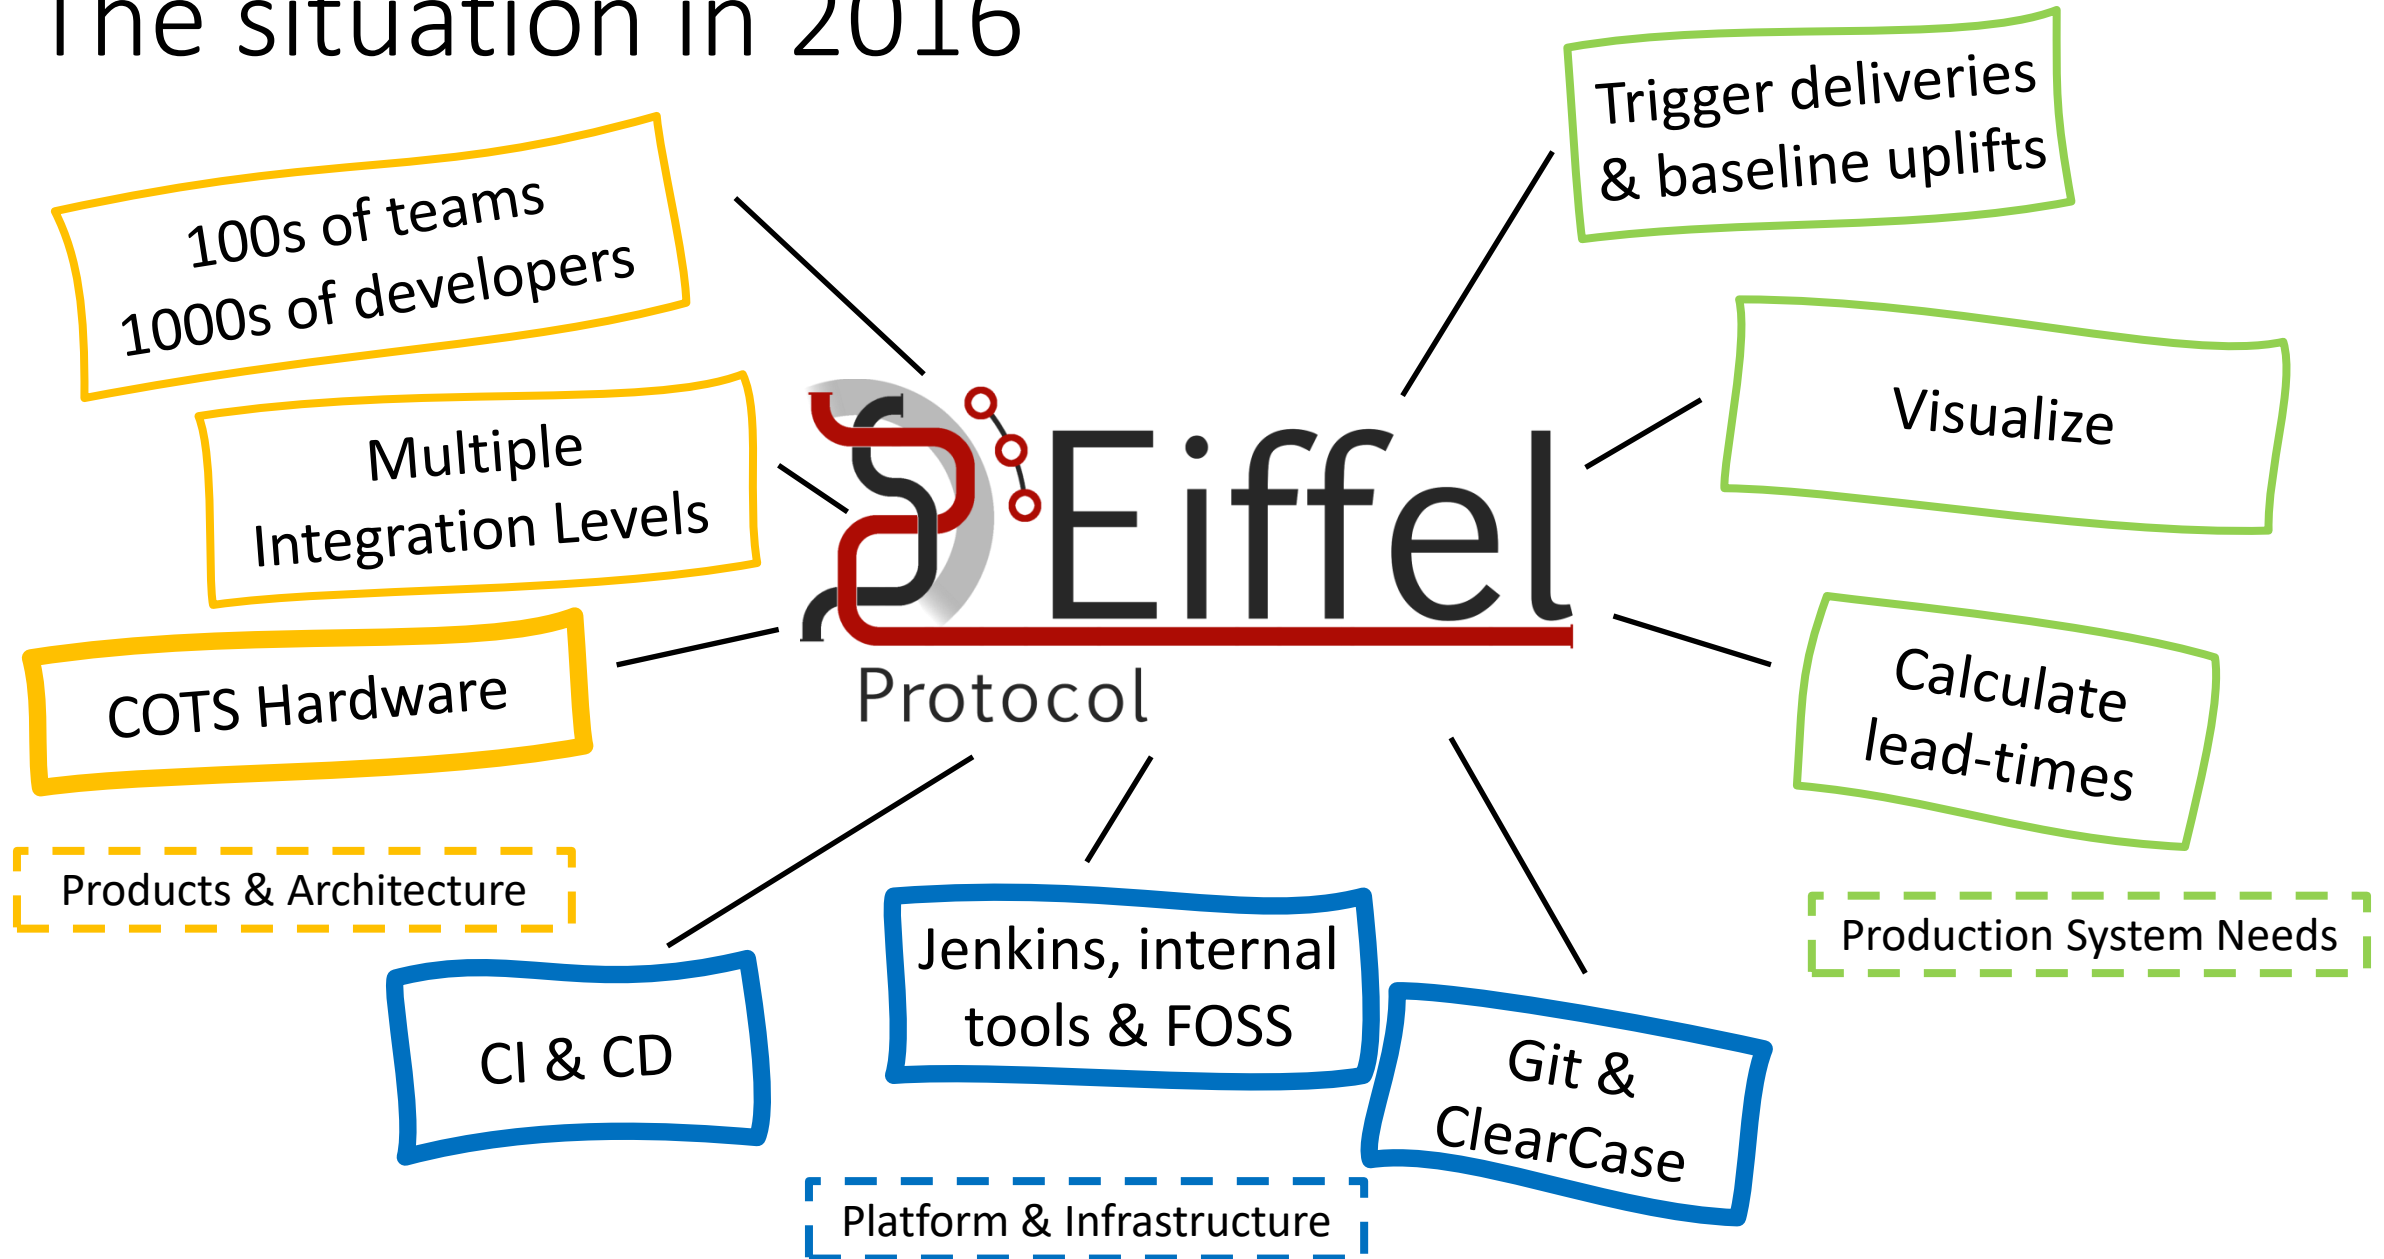 The situation in 2016
100s of teams
1000s of developers
Multiple
Integration Levels
COTS Hardware
Products & Architecture
Eiffel
Protocol
Trigger deliveries
& baseline uplifts
Visualize
Calculate
lead-times
Production System Needs
CI & CD
Jenkins, internal
tools & FOSS
Git &
ClearCase
Platform & Infrastructure